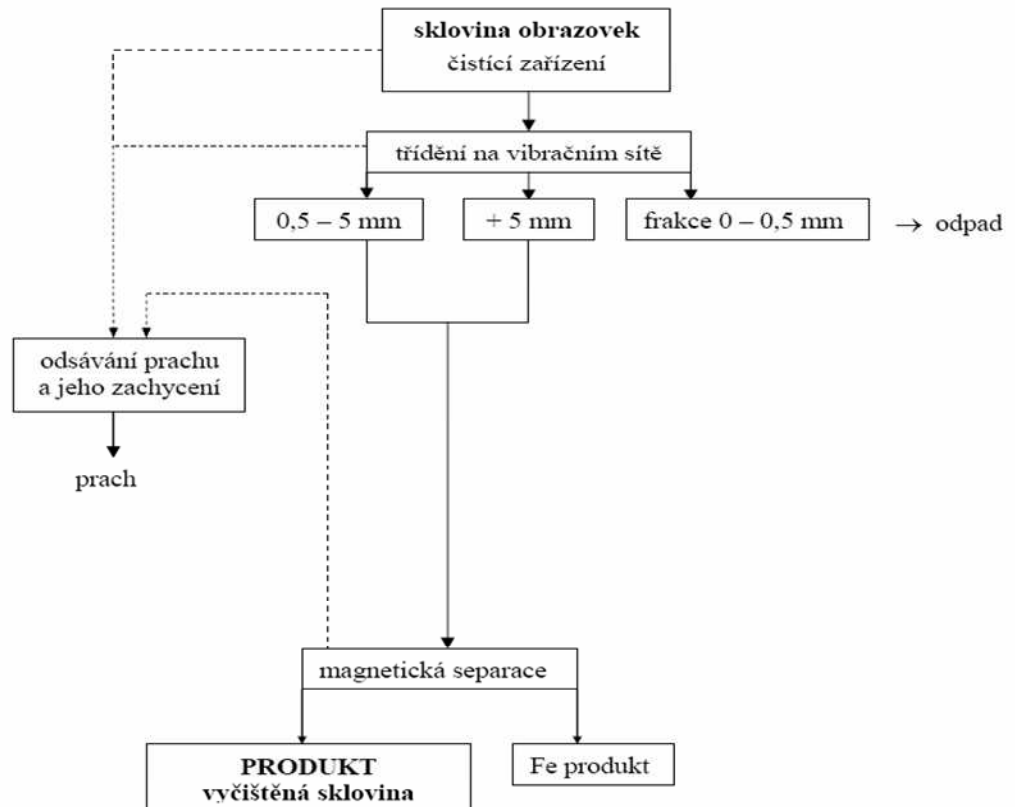 sklovina obrazovek
čistící zařízení
třídění na vibračním sítě
0,5 – 5 mm
+ 5 mm
frakce 0 – 0,5 mm
→ odpad
odsávání prachu
a jeho zachycení
prach
magnetická separace
PRODUKT
vyčištěná sklovina
Fe produkt